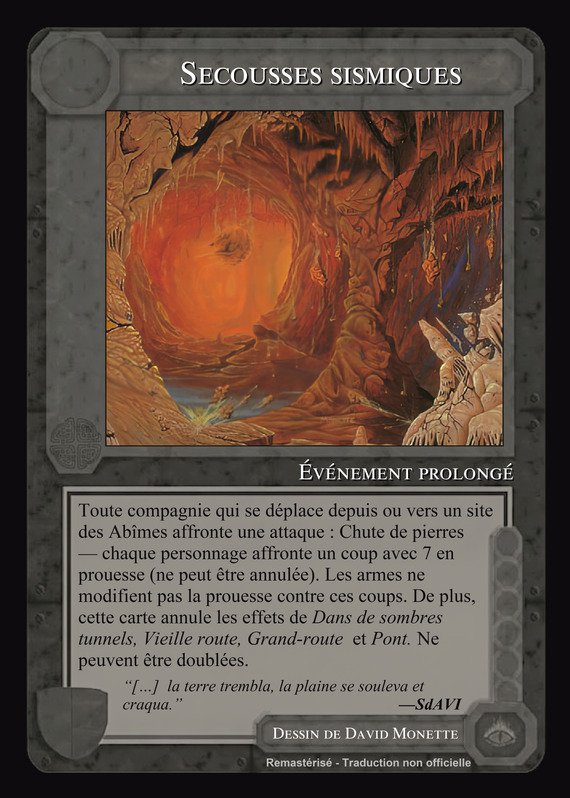 Secousses sismiques
Événement prolongé
Toute compagnie qui se déplace depuis ou vers un site
des Abîmes affronte une attaque : Chute de pierres
— chaque personnage affronte un coup avec 7 en
prouesse (ne peut être annulée). Les armes ne
modifient pas la prouesse contre ces coups. De plus,
cette carte annule les effets de Dans de sombres
tunnels, Vieille route, Grand-route et Pont. Ne
peuvent être doublées.
“[...] la terre trembla, la plaine se souleva et
craqua.” —SdAVI
Dessin de David Monette
Remastérisé - Traduction non officielle